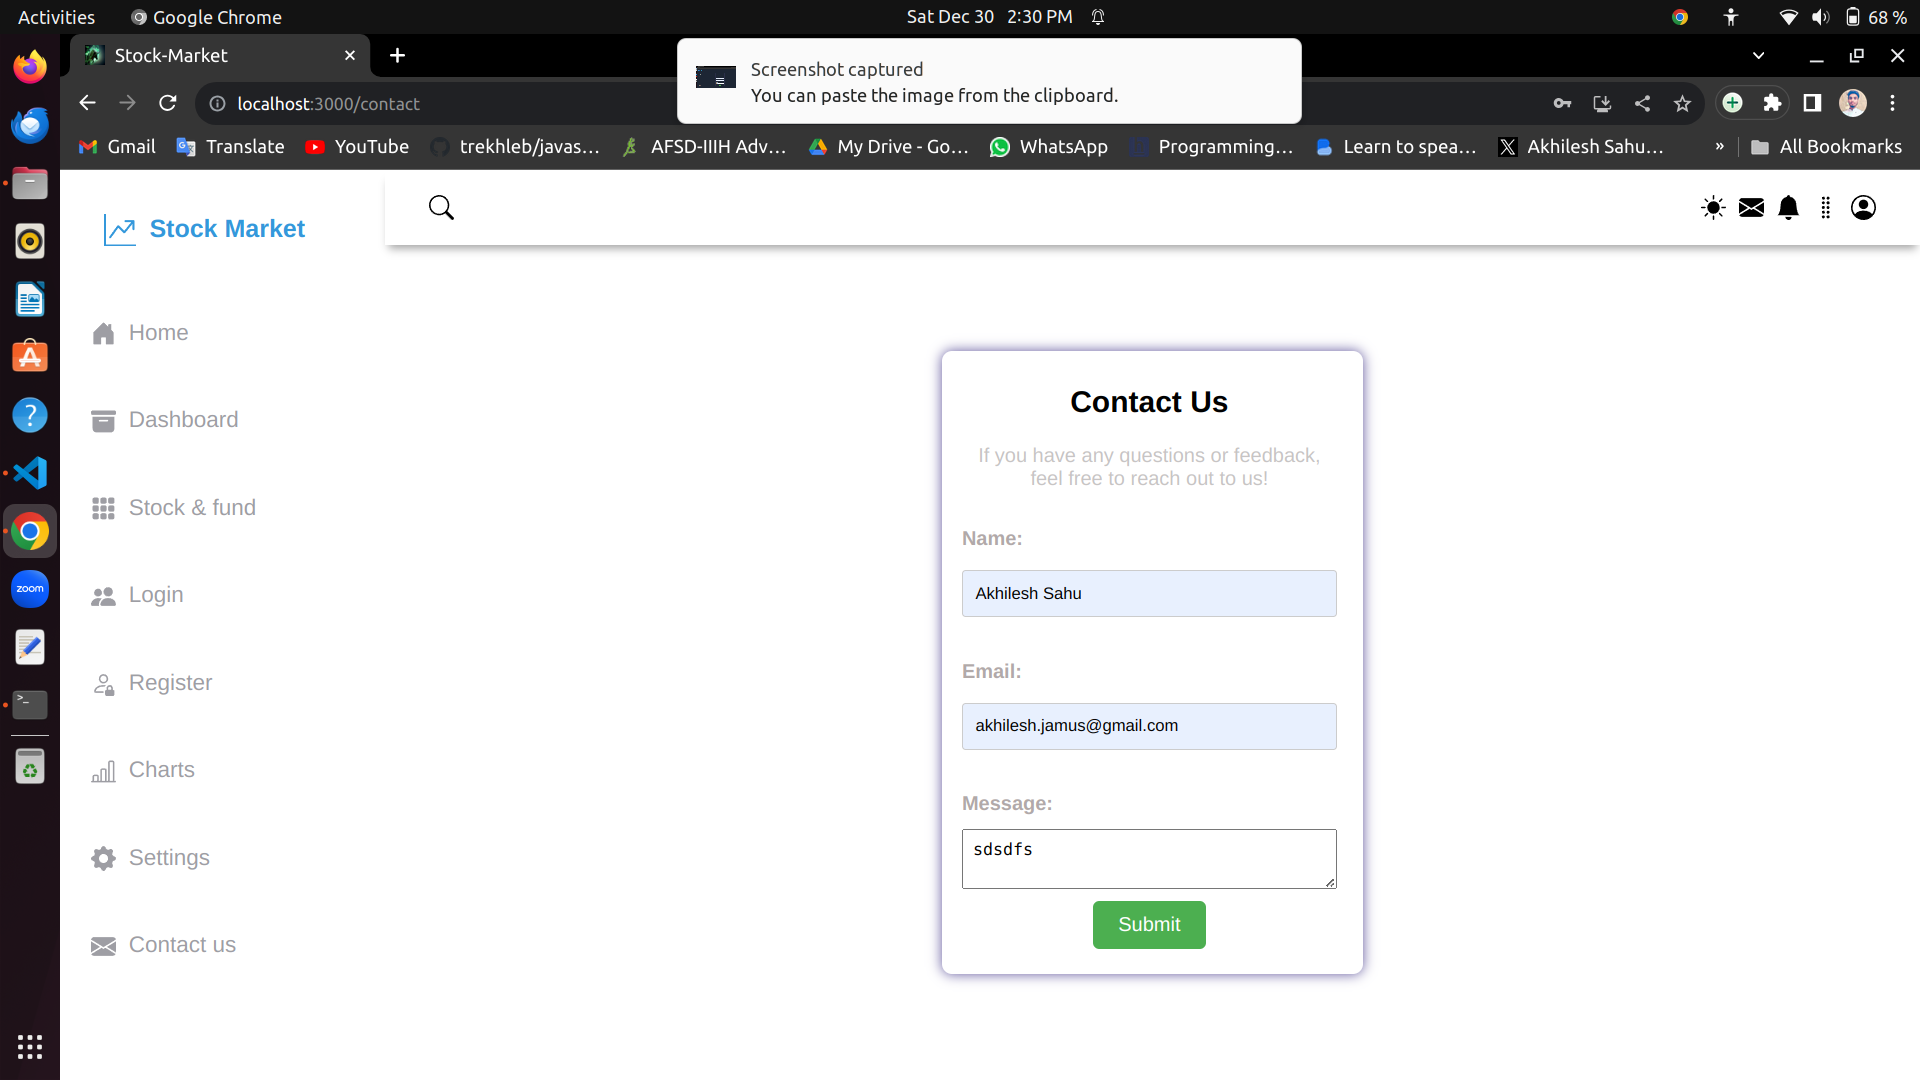 Activities
Google Chrome
Sat Dec 30 2:30 PM
68 %
Stock-Market
Screenshot captured
You can paste the image from the clipboard.
localhost:3000/contact
Gmail
Translate
YouTube
trekhleb/javas...
AFSD-IIIH Adv...
My Drive - Go...
WhatsApp
Programming...
Learn to spea...
Akhilesh Sahu...
»
All Bookmarks
Stock Market
Home
Dashboard
Stock & fund
Login
Register
Charts
Settings
Contact us
Contact Us
If you have any questions or feedback,
feel free to reach out to us!
Name:
Akhilesh Sahu
Email:
akhilesh.jamus@gmail.com
Message:
sdsdfs
Submit
zoom